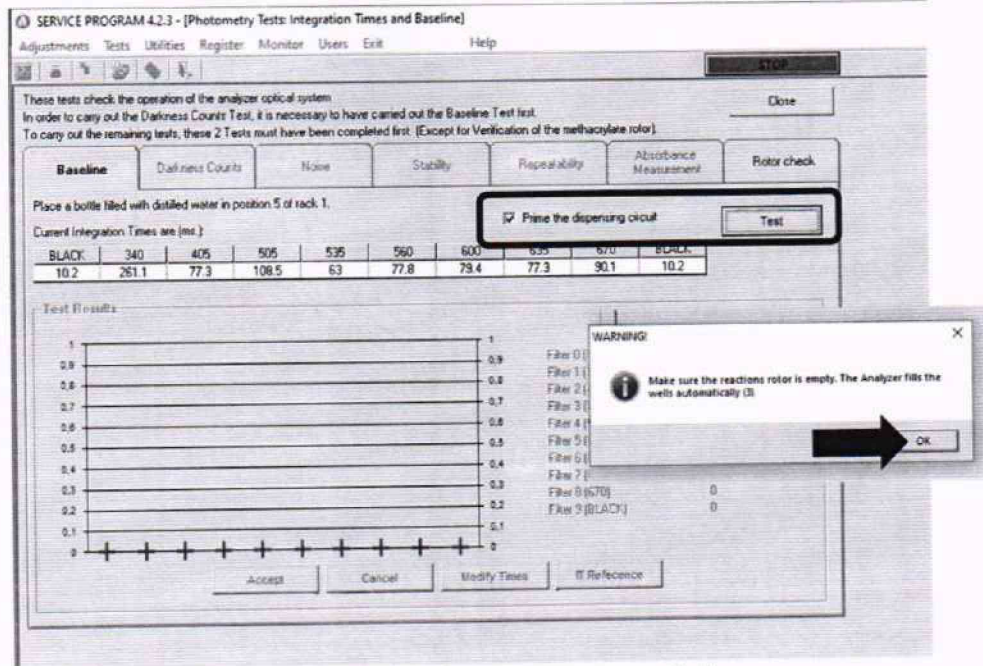 SERVICE PROGRAM 4.2.3 - [Photometry Tests: Integration Times and Baseline]
Adjustments Tests Utilities Register Monitor Users Exit Help
STOP
These tests check the operation of the analyzer optical system
In order to carry out the Darkness Counts Test, it is necessary to have carried out the Baseline Test first.
To carry out the remaining tests, these 2 Tests must have been completed first. (Except for Verification of the methacrylate rotor).
Close
Baseline Darkness Counts Noise Stability Repeatability Absorbance Measurement Rotor check
Place a bottle filled with distilled water in position 5 of rack 1.
Prime the dispensing circuit
Test
Current Integration Times are (ms.):
BLACK 340 405 505 535 560 600 635 670 BLACK
10.2 261.1 77.3 108.5 63 77.8 79.4 77.3 90.1 10.2
Test Results
1
0,9
0,8
0,7
0,6
0,5
0,4
0,3
0,2
0,1
0
1
0,9
0,8
0,7
0,6
0,5
0,4
0,3
0,2
0,1
0
Filter 0 (
Filter 1 (
Filter 2 (
Filter 3 (
Filter 4 (
Filter 5 (
Filter 6 (
Filter 7 (
Filter 8 (670) 0
Filter 9 (BLACK) 0
WARNING!
Make sure the reactions rotor is empty. The Analyzer fills the
wells automatically (3).
OK
Accept Cancel Modify Times IT Refecence